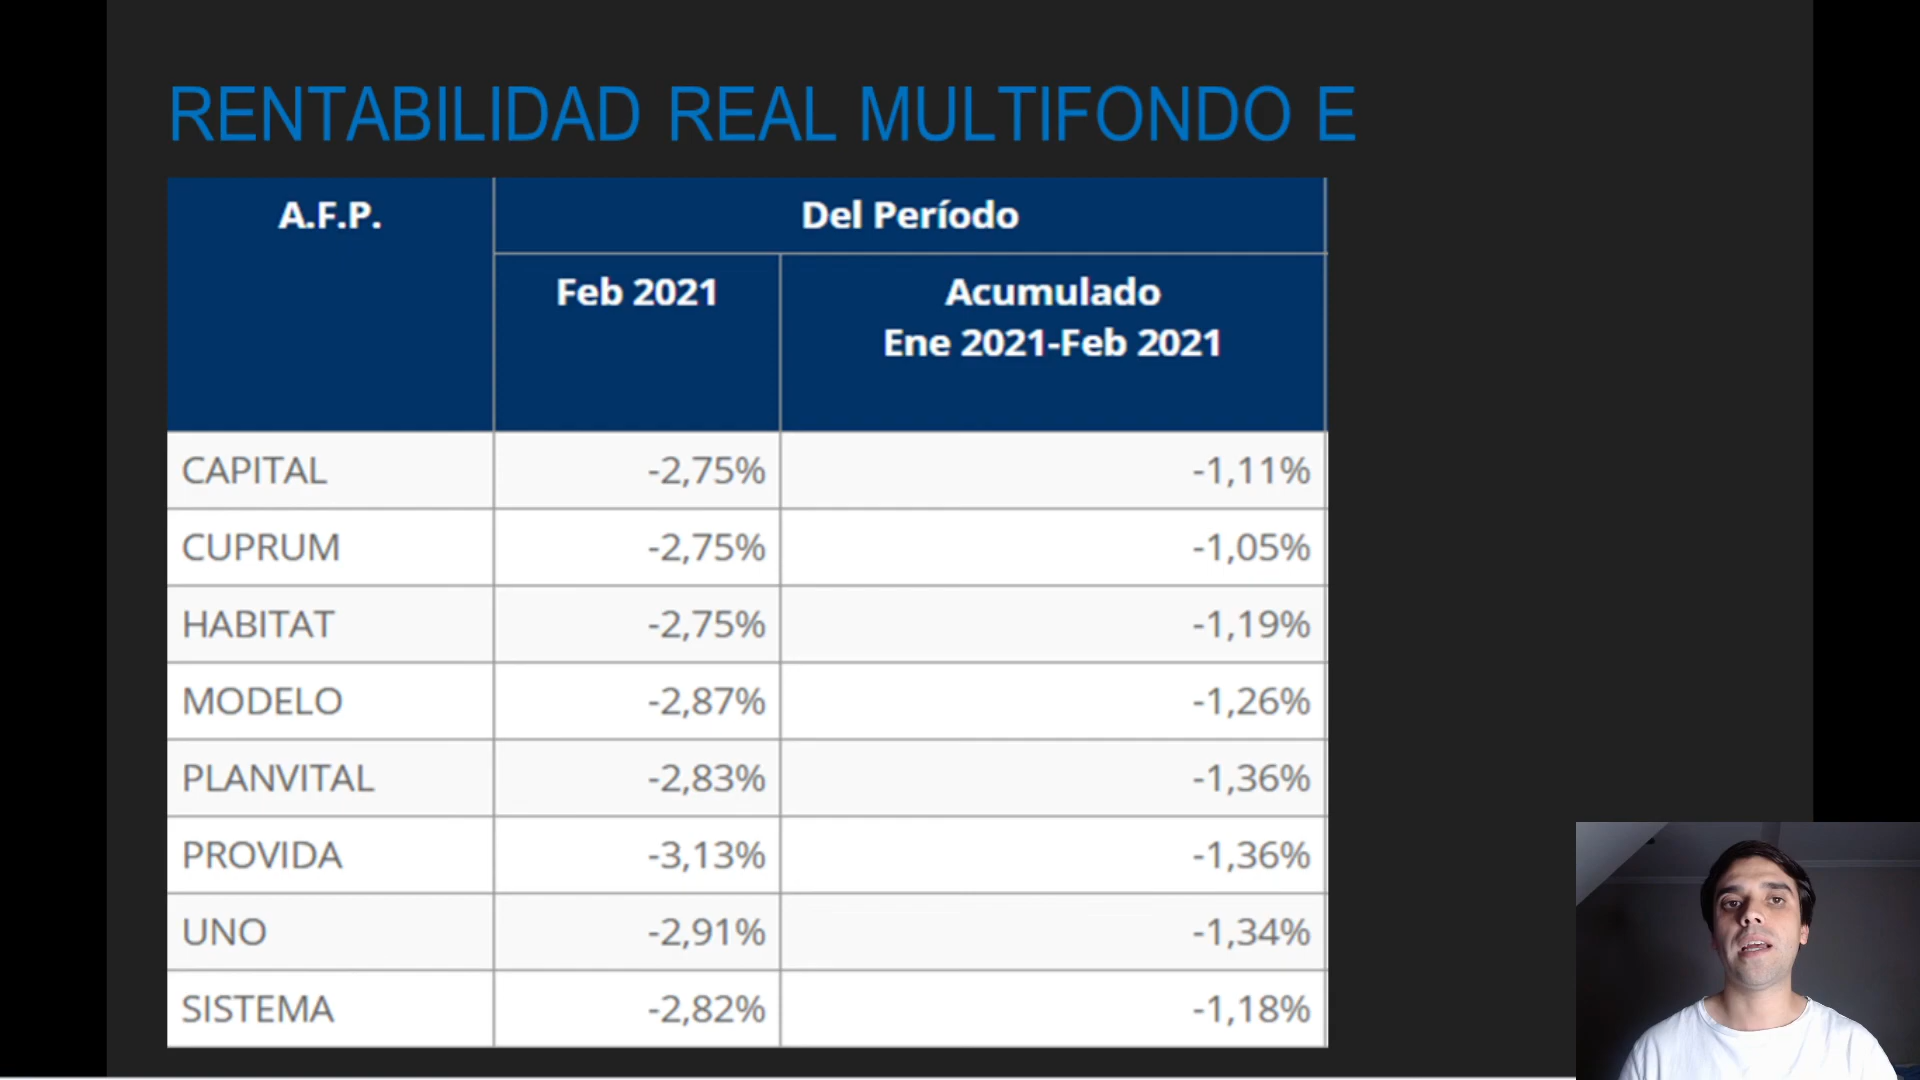 RENTABILIDAD REAL MULTIFONDO E
A.F.P. Del Período
Feb 2021 Acumulado
Ene 2021-Feb 2021
CAPITAL -2,75% -1,11%
CUPRUM -2,75% -1,05%
HABITAT -2,75% -1,19%
MODELO -2,87% -1,26%
PLANVITAL -2,83% -1,36%
PROVIDA -3,13% -1,36%
UNO -2,91% -1,34%
SISTEMA -2,82% -1,18%